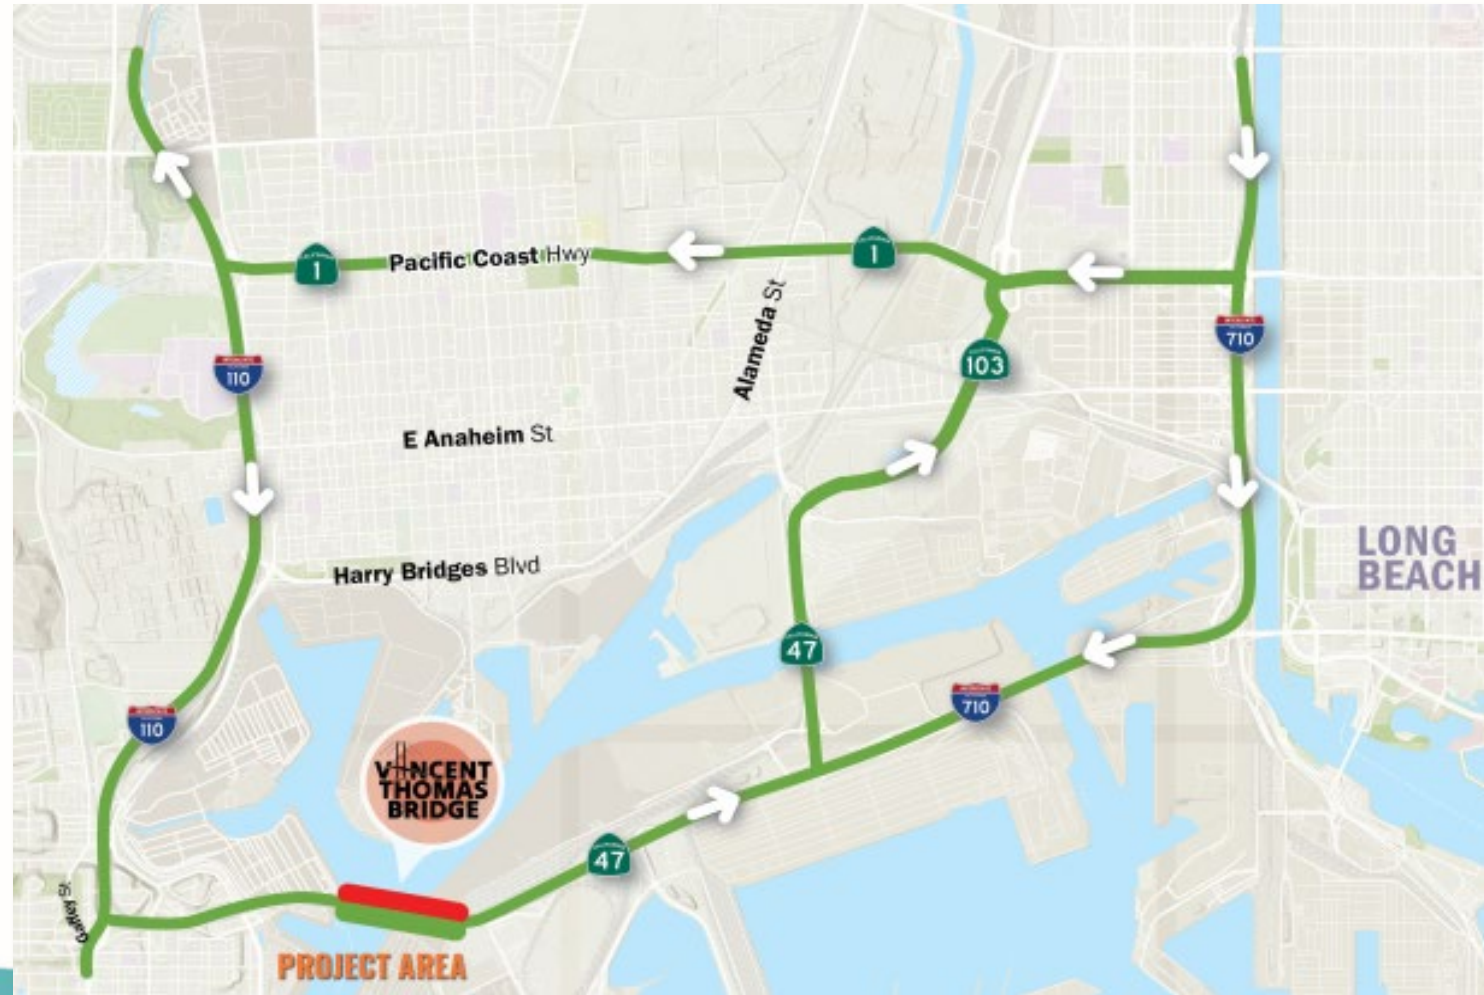 1
Pacific Coast Hwy
1
Alameda St
710
110
103
E Anaheim St
LONG
BEACH
Harry Bridges Blvd
47
710
110
VINCENT
THOMAS
BRIDGE
47
Gaffey St
PROJECT AREA